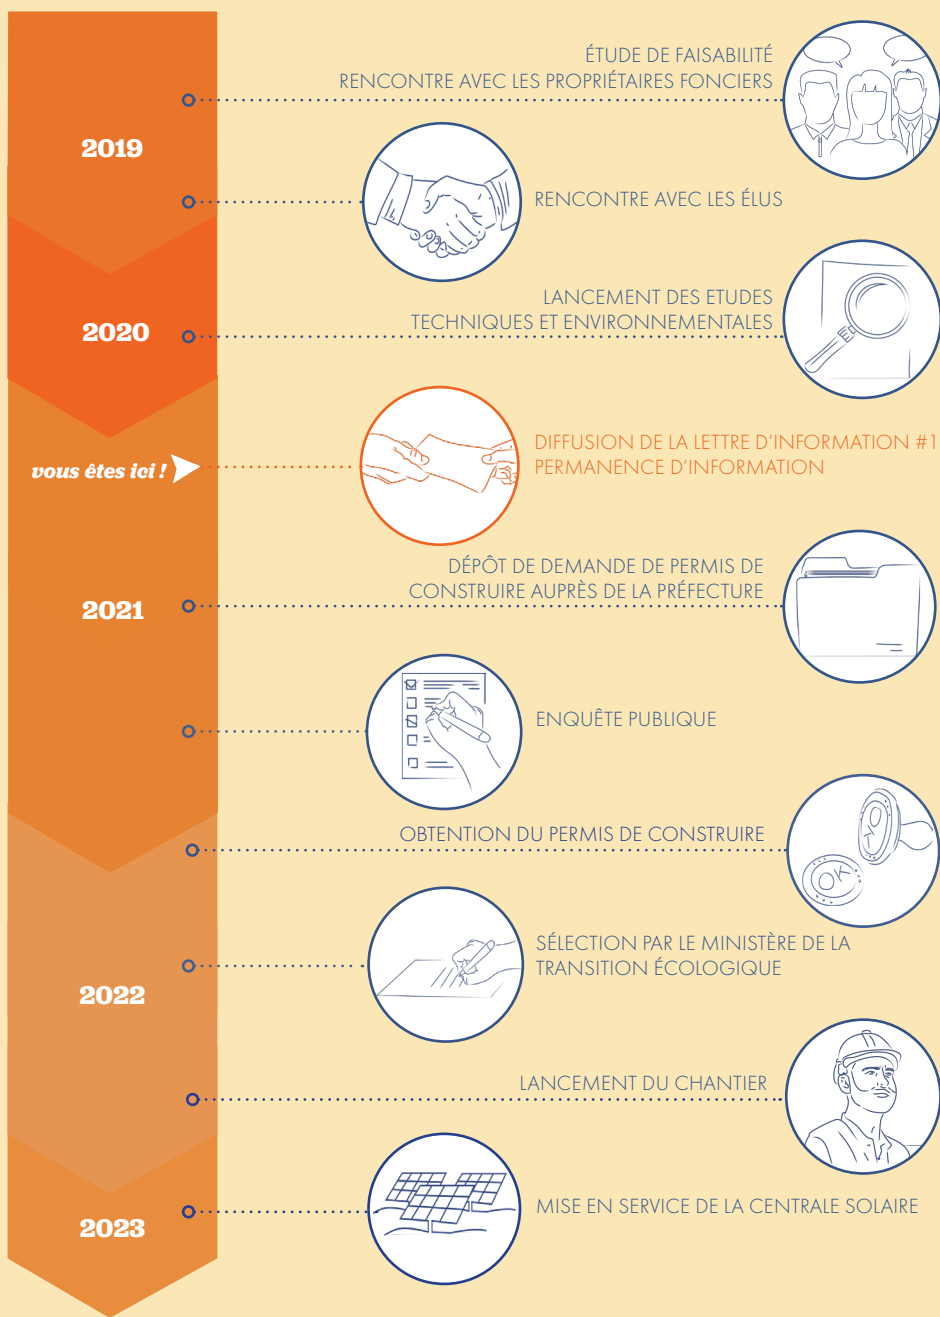 ÉTUDE DE FAISABILITÉ
RENCONTRE AVEC LES PROPRIÉTAIRES FONCIERS
2019
RENCONTRE AVEC LES ÉLUS
LANCEMENT DES ETUDES
TECHNIQUES ET ENVIRONNEMENTALES
2020
vous êtes ici !
DIFFUSION DE LA LETTRE D'INFORMATION #1
PERMANENCE D'INFORMATION
DÉPÔT DE DEMANDE DE PERMIS DE
CONSTRUIRE AUPRÈS DE LA PRÉFECTURE
2021
ENQUÊTE PUBLIQUE
OBTENTION DU PERMIS DE CONSTRUIRE
OK
OK
SÉLECTION PAR LE MINISTÈRE DE LA
TRANSITION ÉCOLOGIQUE
2022
LANCEMENT DU CHANTIER
MISE EN SERVICE DE LA CENTRALE SOLAIRE
2023